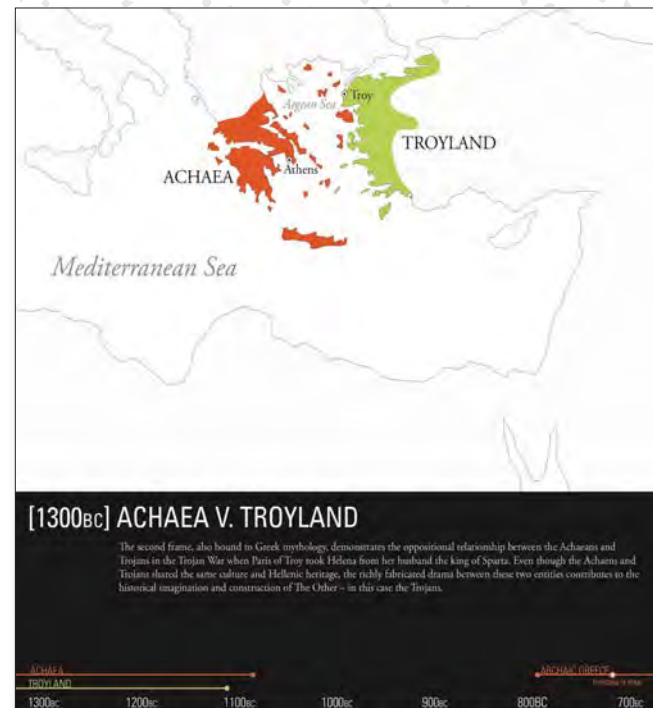 Aegean Sea
Troy
TROYLAND
ACHAEA
Athens
Mediterranean Sea
[1300BC] ACHAEA V. TROYLAND
The second frame, also bound to Greek mythology, demonstrates the oppositional relationship between the Achaeans and
Trojans in the Trojan War when Paris of Troy took Helena from her husband the king of Sparta. Even though the Achaens and
Trojans shared the same culture and Hellenic heritage, the richly fabricated drama between these two entities contributes to the
historical imagination and construction of The Other – in this case the Trojans.
ACHAEA
ARCHAIC GREECE
TROYLAND
1300BC 1200BC 1100BC 1000BC 900BC 800BC 700BC